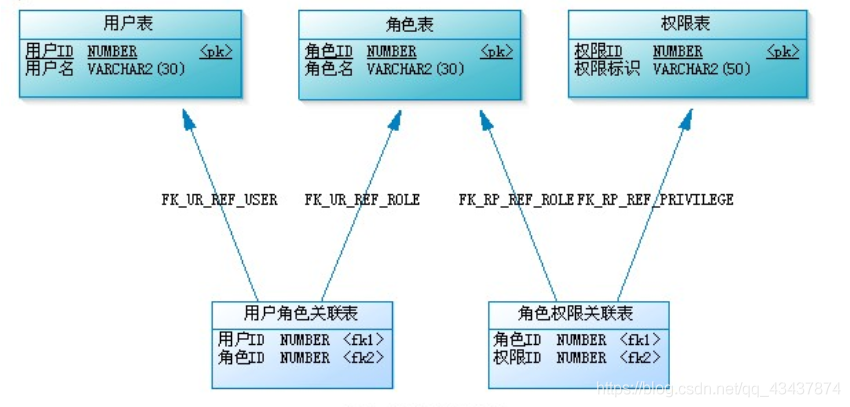 用户表
用户ID NUMBER <pk>
用户名 VARCHAR2(30)
角色表
角色ID NUMBER <pk>
角色名 VARCHAR2(30)
权限表
权限ID NUMBER <pk>
权限标识 VARCHAR2(50)
FK_UR_REF_USER
FK_UR_REF_ROLE
FK_RP_REF_ROLE
FK_RP_REF_PRIVILEGE
用户角色关联表
用户ID NUMBER <fk1>
角色ID NUMBER <fk2>
角色权限关联表
角色ID NUMBER <fk1>
权限ID NUMBER <fk2>
https://blog.csdn.net/qq_43437874